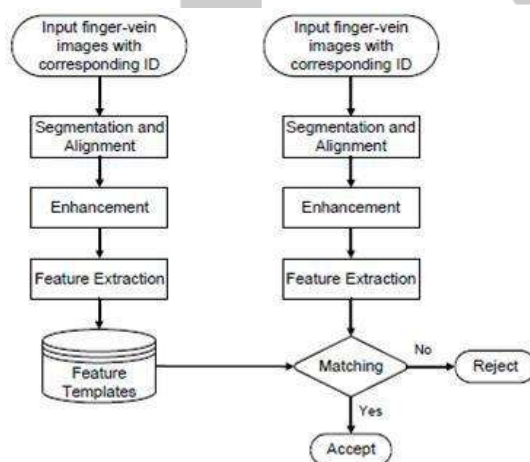 Input finger-vein
images with
corresponding ID
Segmentation and
Alignment
Enhancement
Feature Extraction
Feature
Templates
Input finger-vein
images with
corresponding ID
Segmentation and
Alignment
Enhancement
Feature Extraction
Matching
No
Reject
Yes
Accept